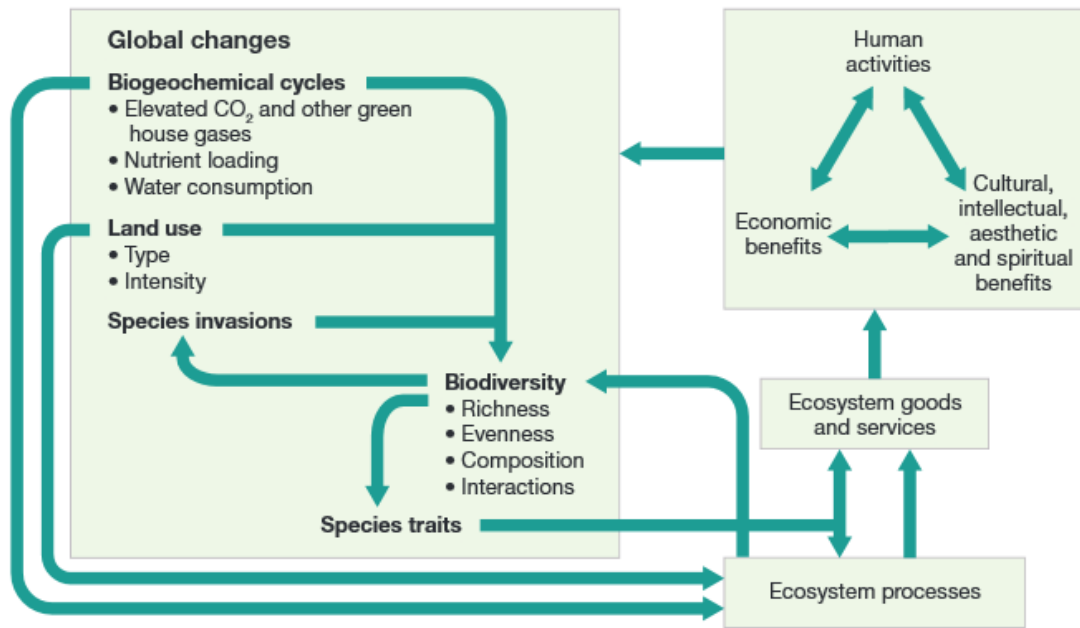 Global changes
Biogeochemical cycles
• Elevated CO₂ and other green
house gases
• Nutrient loading
• Water consumption
Land use
• Type
• Intensity
Species invasions
Biodiversity
• Richness
• Evenness
• Composition
• Interactions
Species traits
Human
activities
Economic
benefits
Cultural,
intellectual,
aesthetic
and spiritual
benefits
Ecosystem goods
and services
Ecosystem processes